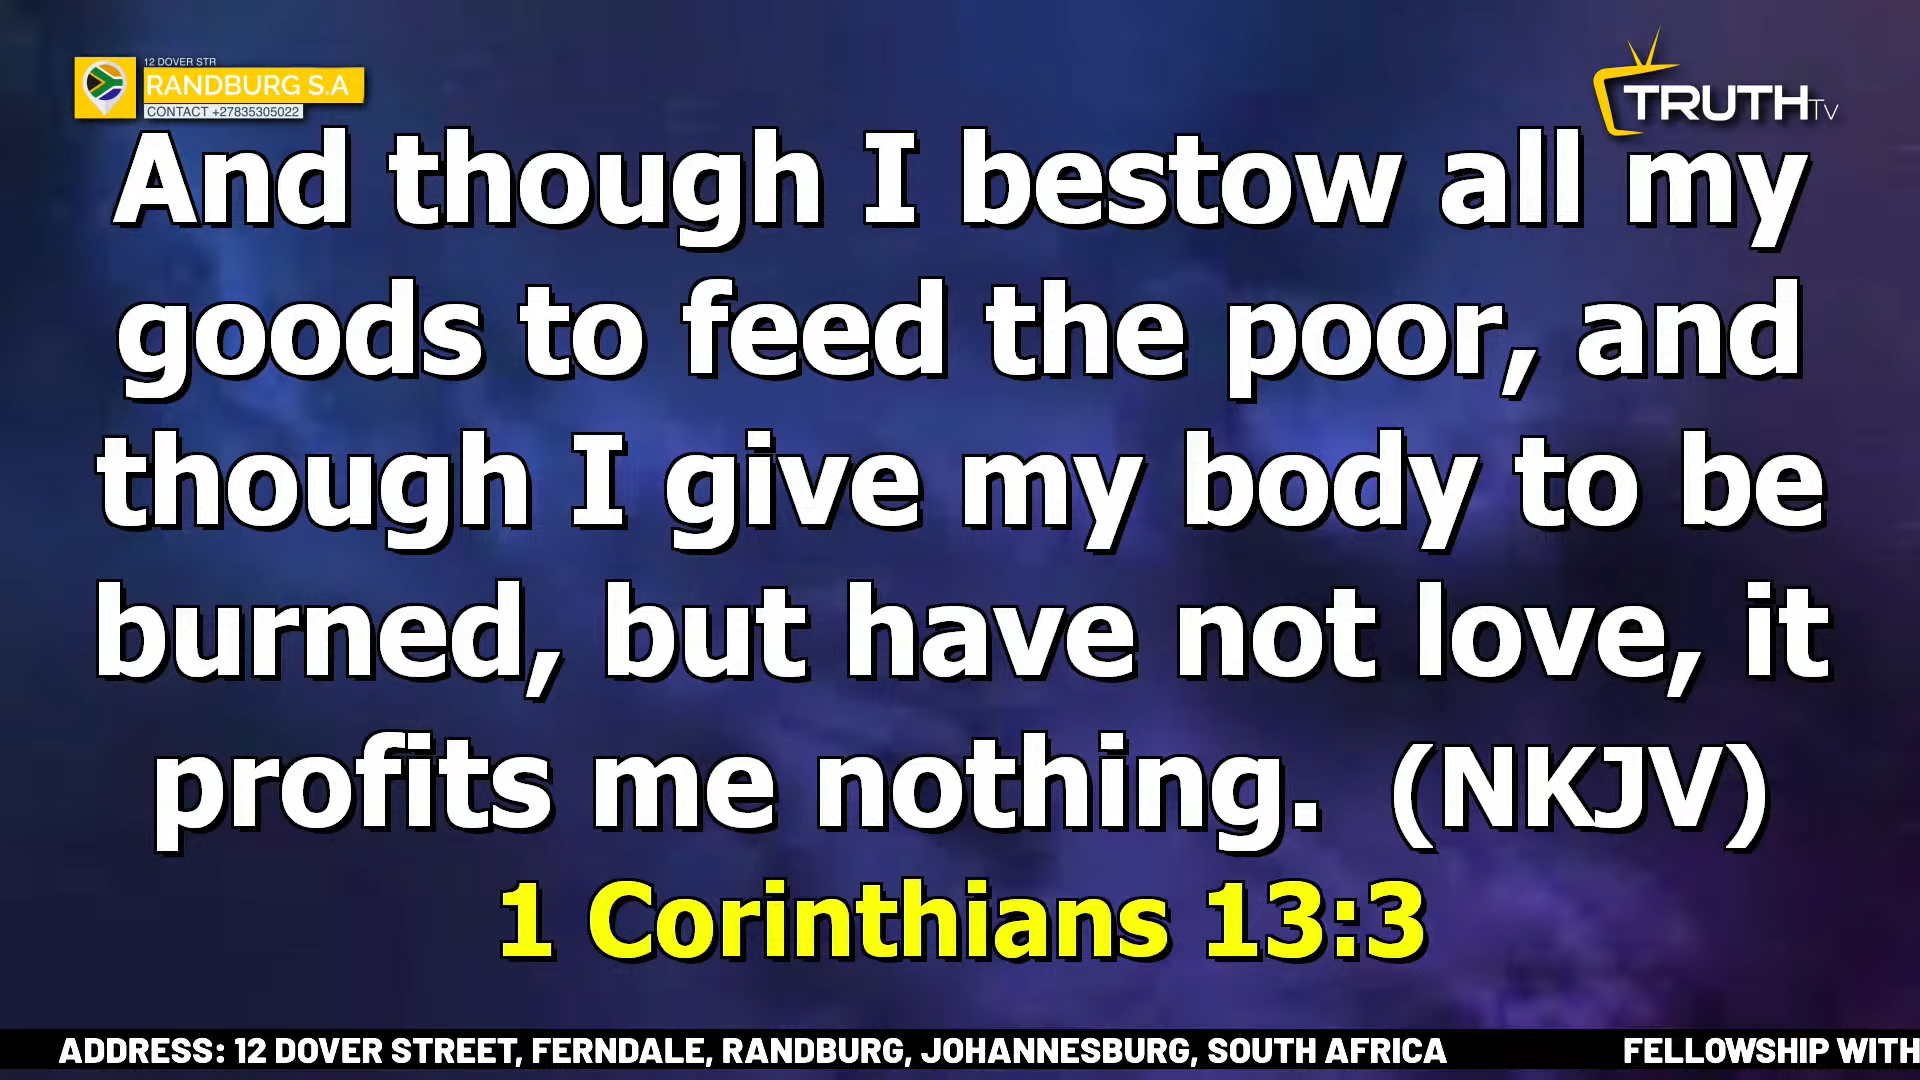 12 DOVER STR
RANDBURG S.A
CONTACT +27835305022
TRUTH TV
And though I bestow all my
goods to feed the poor, and
though I give my body to be
burned, but have not love, it
profits me nothing. (NKJV)
1 Corinthians 13:3
ADDRESS: 12 DOVER STREET, FERNDALE, RANDBURG, JOHANNESBURG, SOUTH AFRICA FELLOWSHIP WITH